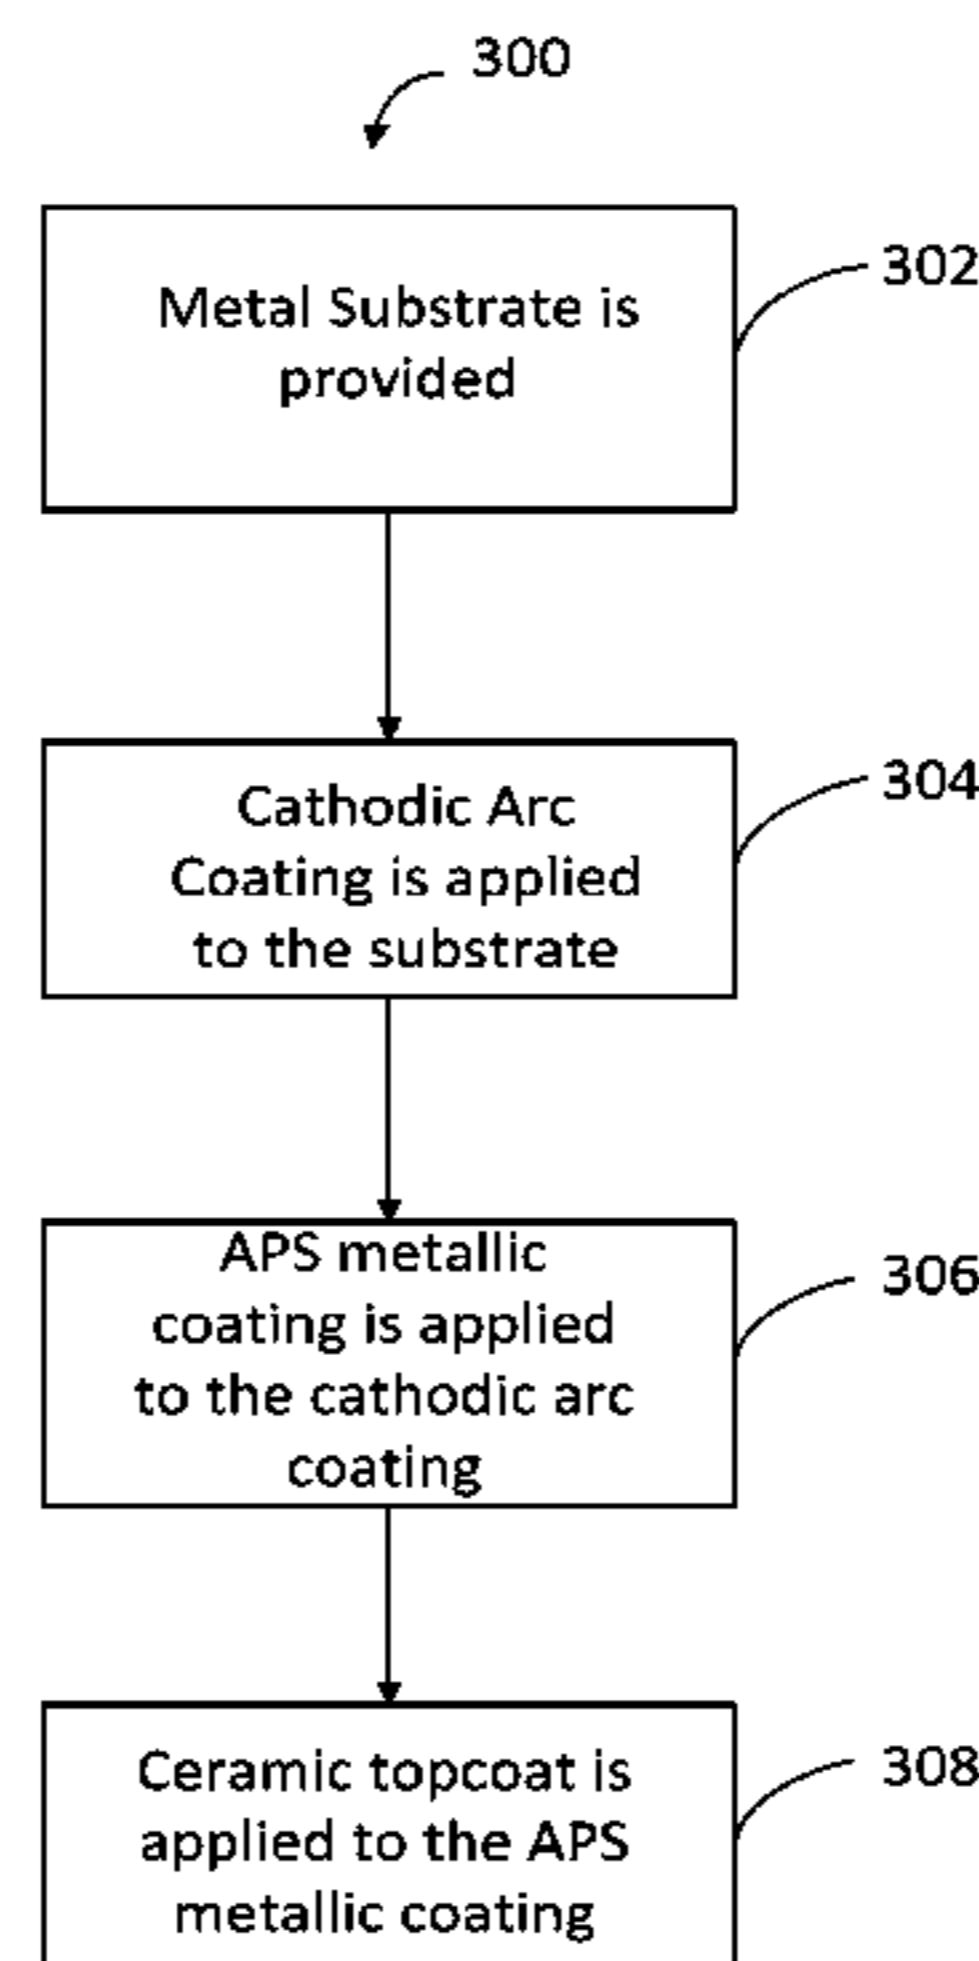 300
Metal Substrate is
provided
302
Cathodic Arc
Coating is applied
to the substrate
304
APS metallic
coating is applied
to the cathodic arc
coating
306
Ceramic topcoat is
applied to the APS
metallic coating
308